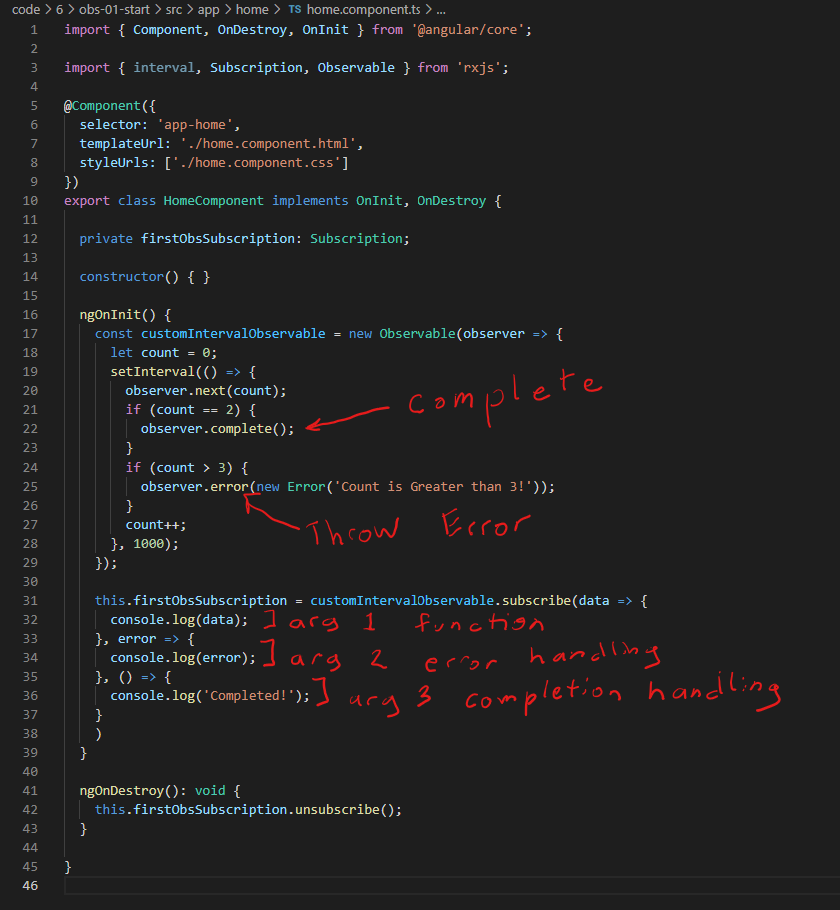 code > 6 > obs-01-start > src > app > home > TS home.component.ts > ...
1 import { Component, OnDestroy, OnInit } from '@angular/core';
2
3 import { interval, Subscription, Observable } from 'rxjs';
4
5 @Component({
6 selector: 'app-home',
7 templateUrl: './home.component.html',
8 styleUrls: ['./home.component.css']
9 })
10 export class HomeComponent implements OnInit, OnDestroy {
11
12 private firstObsSubscription: Subscription;
13
14 constructor() { }
15
16 ngOnInit() {
17 const customIntervalObservable = new Observable(observer => {
18 let count = 0;
19 setInterval(() => {
20 observer.next(count);
21 if (count == 2) {
complete
22 observer.complete();
23 }
24 if (count > 3) {
25 observer.error(new Error('Count is Greater than 3!'));
26 }
27 count++;
Throw Error
28 }, 1000);
29 });
30
31 this.firstObsSubscription = customIntervalObservable.subscribe(data => {
32 console.log(data); ] arg 1 function
33 }, error => {
34 console.log(error); ] arg 2 error handling
35 }, () => {
36 console.log('Completed!'); ] arg 3 completion handling
37 }
38 )
39 }
40
41 ngOnDestroy(): void {
42 this.firstObsSubscription.unsubscribe();
43 }
44
45 }
46